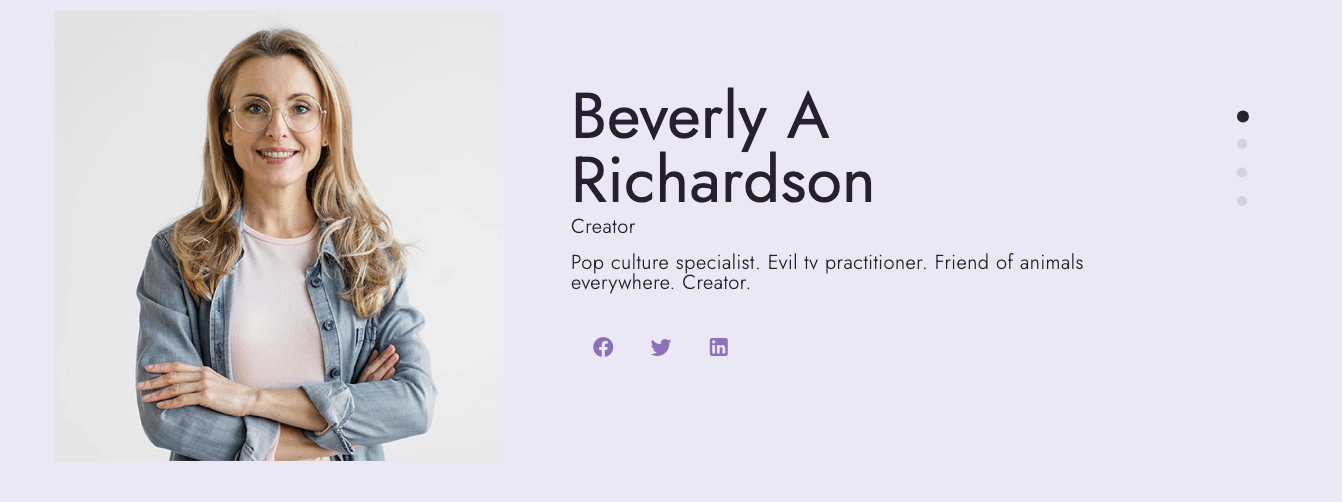 Beverly A
Richardson
Creator
Pop culture specialist. Evil tv practitioner. Friend of animals
everywhere. Creator.